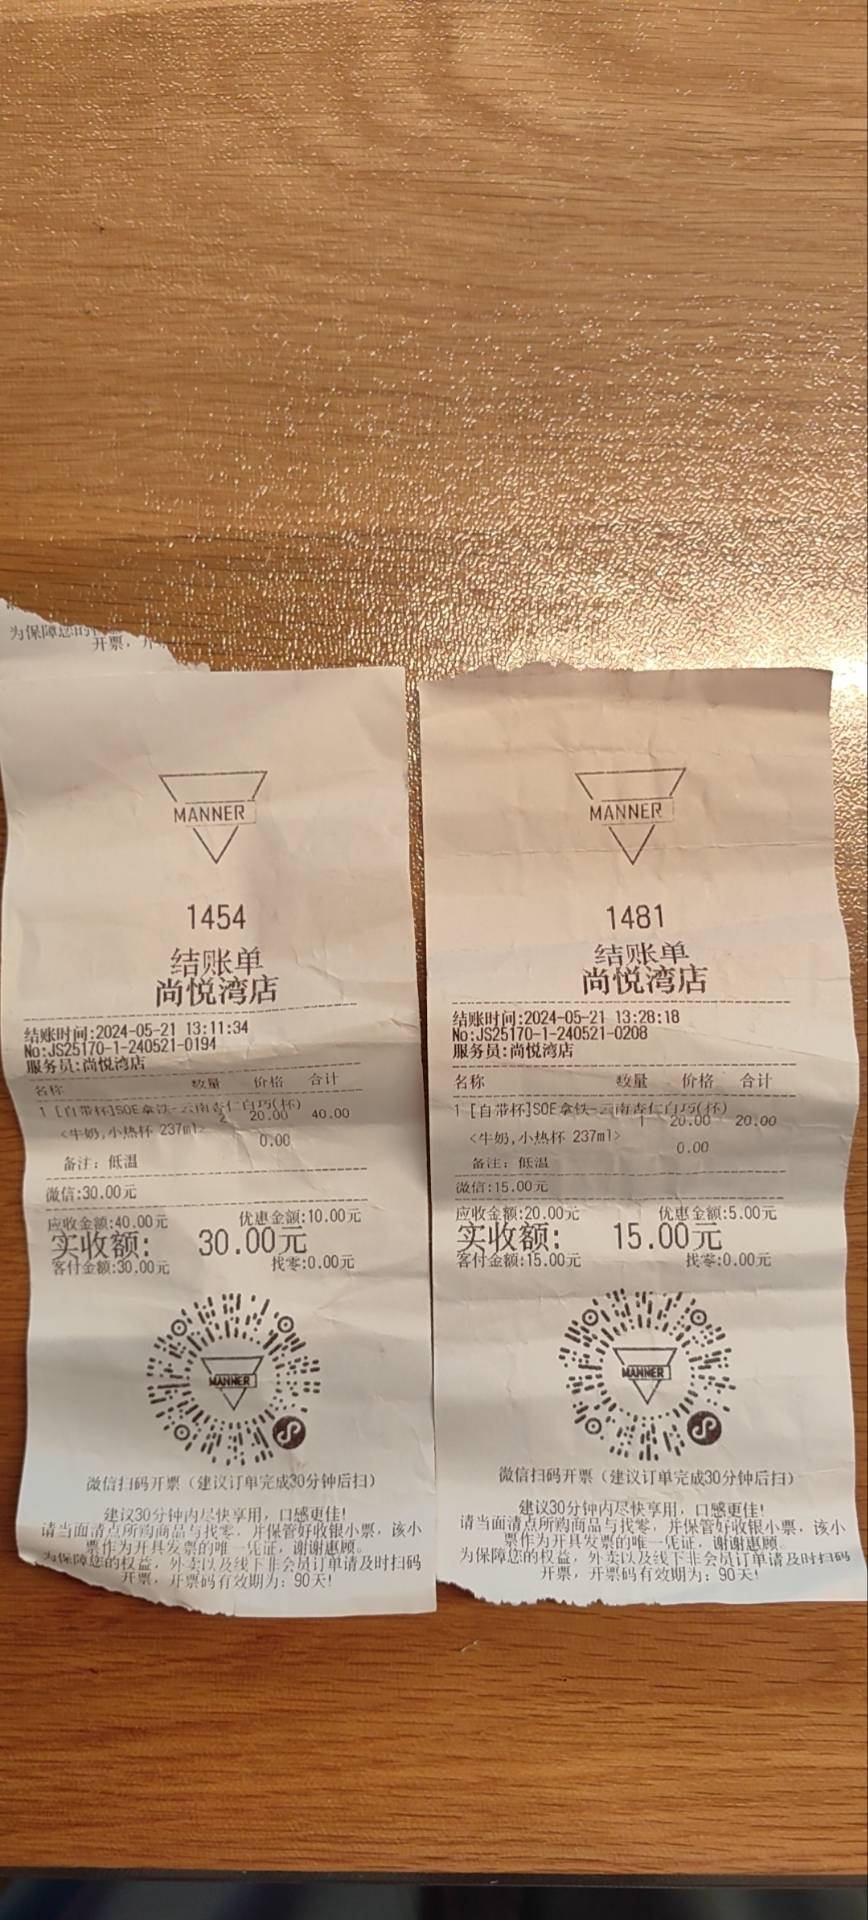 为保障您的
开票，开
MANNER
1454
结账单
尚悦湾店
结账时间:2024-05-21 13:11:34
No:JS25170-1-240521-0194
服务员:尚悦湾店
名称 数量 价格 合计
1 [自带杯]SOE拿铁-云南杏仁白巧(杯)
2 20.00 40.00
<牛奶,小热杯 237ml>
0.00
备注: 低温
微信:30.00元
应收金额:40.00元 优惠金额:10.00元
实收额: 30.00元
客付金额:30.00元 找零:0.00元
MANNER
微信扫码开票（建议订单完成30分钟后扫）
建议30分钟内尽快享用，口感更佳!
请当面清点所购商品与找零，并保管好收银小票，该小
票作为开具发票的唯一凭证，谢谢惠顾。
为保障您的权益，外卖以及线下非会员订单请及时扫码
开票，开票码有效期为: 90天!
MANNER
1481
结账单
尚悦湾店
结账时间:2024-05-21 13:28:18
No:JS25170-1-240521-0208
服务员:尚悦湾店
名称 数量 价格 合计
1 [自带杯]SOE拿铁-云南杏仁白巧(杯)
1 20.00 20.00
<牛奶,小热杯 237ml>
0.00
备注: 低温
微信:15.00元
应收金额:20.00元 优惠金额:5.00元
实收额: 15.00元
客付金额:15.00元 找零:0.00元
MANNER
微信扫码开票（建议订单完成30分钟后扫）
建议30分钟内尽快享用，口感更佳!
请当面清点所购商品与找零，并保管好收银小票，该小
票作为开具发票的唯一凭证，谢谢惠顾。
为保障您的权益，外卖以及线下非会员订单请及时扫码
开票，开票码有效期为: 90天!